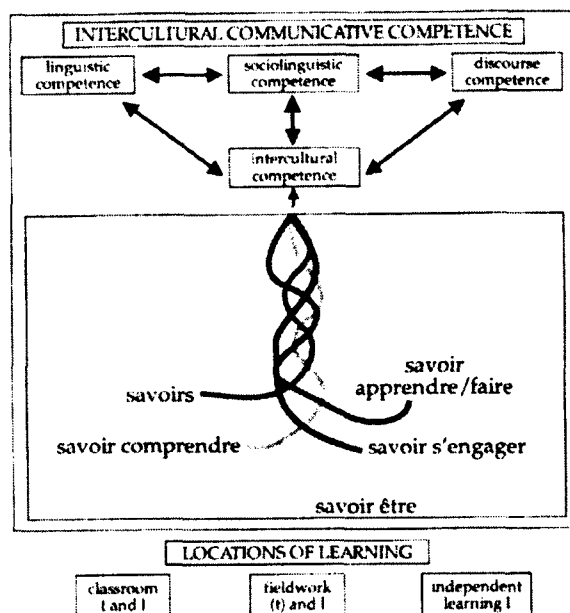 INTERCULTURAL COMMUNICATIVE COMPETENCE
linguistic
competence
sociolinguistic
competence
discourse
competence
intercultural
competence
savoir
apprendre/faire
savoirs
savoir comprendre
savoir s'engager
savoir être
LOCATIONS OF LEARNING
classroom
t and l
fieldwork
(t) and l
independent
learning l